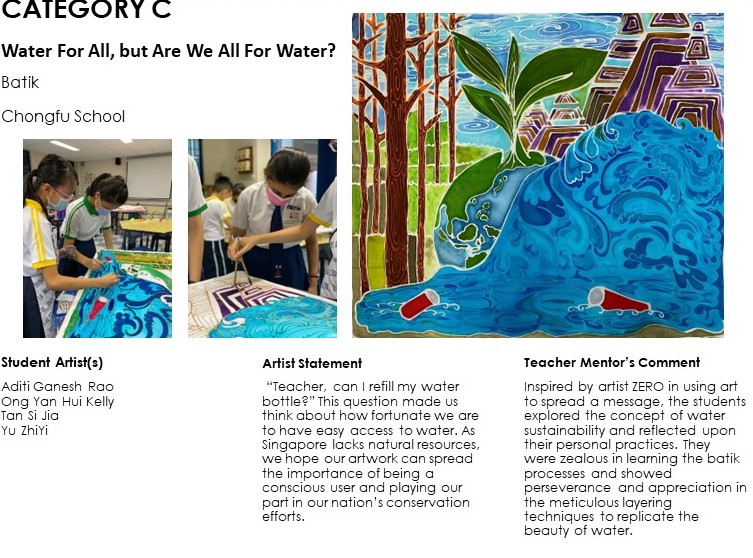 CATEGORY C
Water For All, but Are We All For Water?
Batik
Chongfu School
Student Artist(s)
Aditi Ganesh Rao
Ong Yan Hui Kelly
Tan Si Jia
Yu ZhiYi
Artist Statement
“Teacher, can I refill my water
bottle?” This question made us
think about how fortunate we are
to have easy access to water. As
Singapore lacks natural resources,
we hope our artwork can spread
the importance of being a
conscious user and playing our
part in our nation’s conservation
efforts.
Teacher Mentor’s Comment
Inspired by artist ZERO in using art
to spread a message, the students
explored the concept of water
sustainability and reflected upon
their personal practices. They
were zealous in learning the batik
processes and showed
perseverance and appreciation in
the meticulous layering
techniques to replicate the
beauty of water.